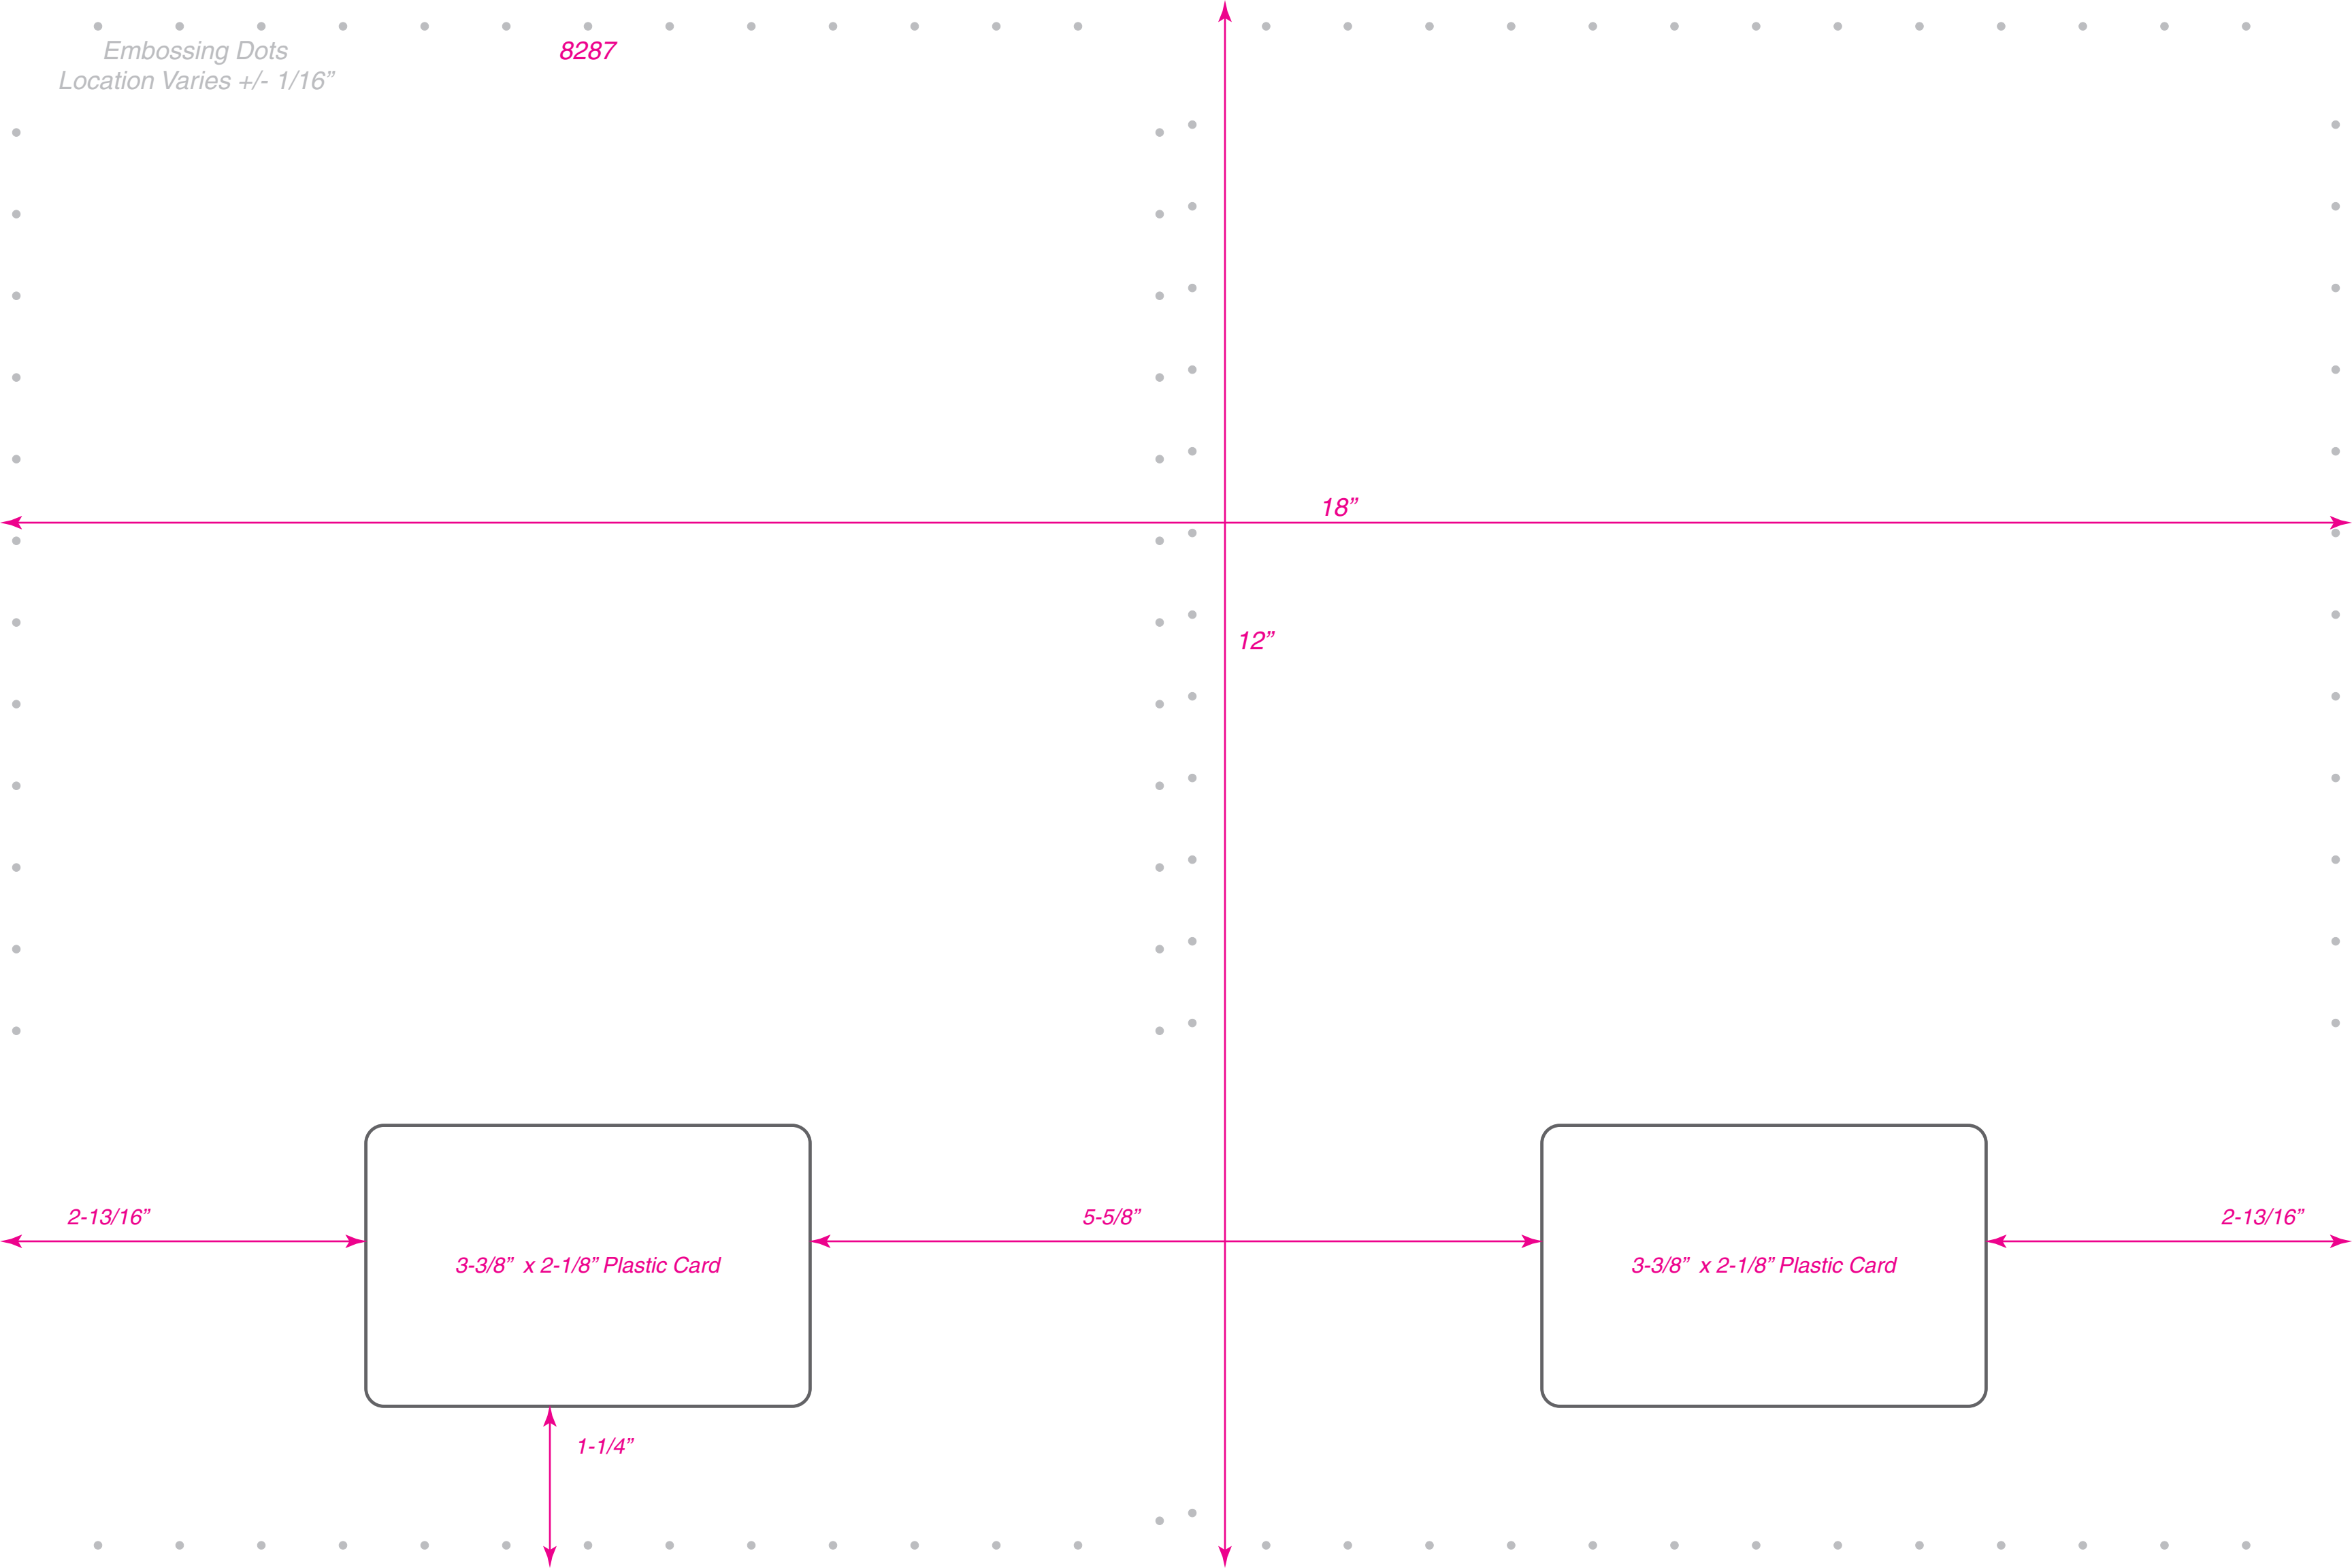 Embossing Dots
Location Varies +/- 1/16”
8287
18”
12”
2-13/16”
5-5/8”
2-13/16”
3-3/8”  x 2-1/8” Plastic Card
3-3/8”  x 2-1/8” Plastic Card
1-1/4”